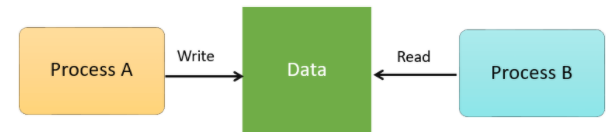 Process A
Write
Data
Read
Process B